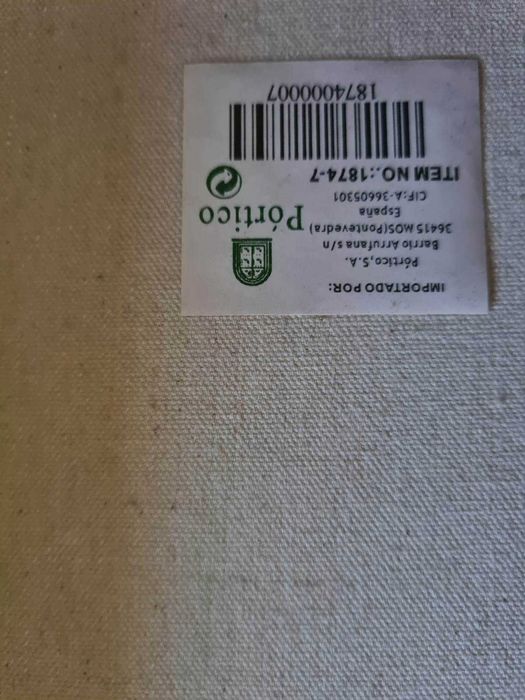 IMPORTADO POR:
Pórtico, S.A.
Barrio Arrufana s/n
36415 MOS(Pontevedra)
España
CIF: A-36605301
Pórtico
ITEM NO.:1874-7
1874000007